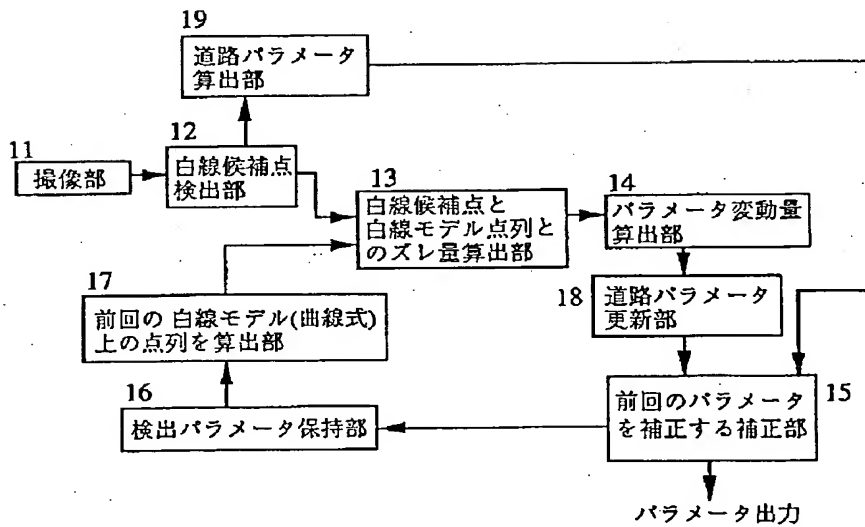 19
道路パラメータ
算出部
12
白線候補点
検出部
11
撮像部
13
白線候補点と
白線モデル点列と
のズレ量算出部
14
パラメータ変動量
算出部
17
前回の 白線モデル(曲線式)
上の点列を算出部
18
道路パラメータ
更新部
16
検出パラメータ保持部
前回のパラメータ
を補正する補正部
15
パラメータ出力